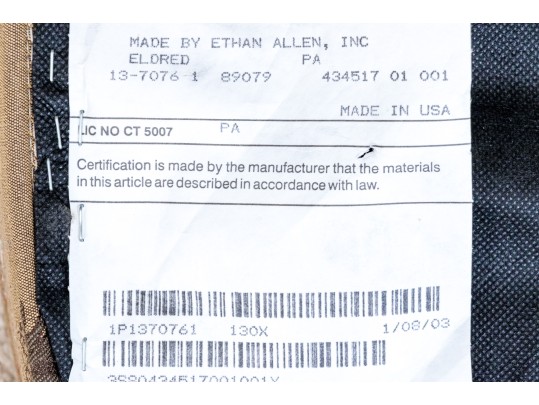 MADE BY ETHAN ALLEN, INC
ELDRED PA
13-7076-1 89079 434517 01 001
MADE IN USA
LIC NO CT 5007 PA
Certification is made by the manufacturer that the materials
in this article are described in accordance with law.
1P1370761 130X 1/08/03
3S80434517001001X